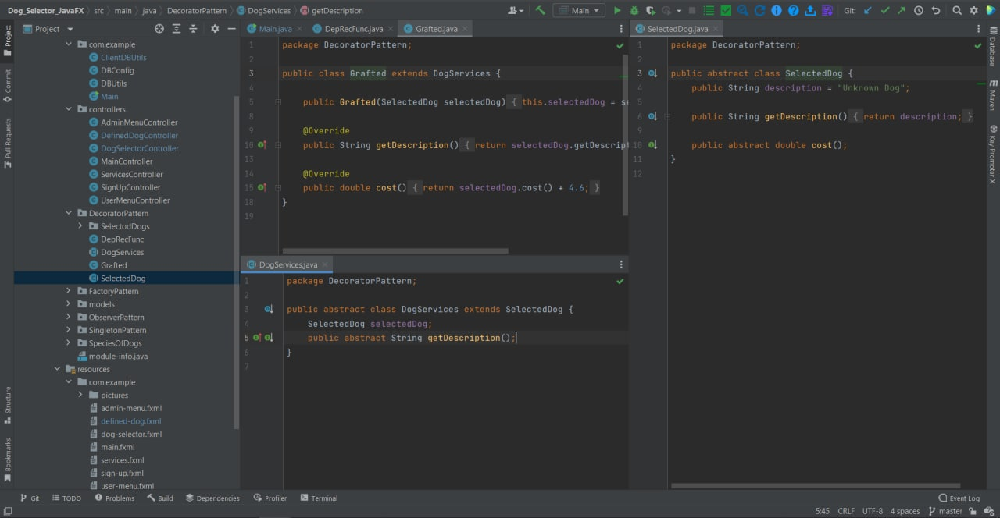 Dog_Selector_JavaFX src main java DecoratorPattern DogServices getDescription Main Git:
Project
Main.java DepRecFunc.java Grafted.java SelectedDog.java
com.example
ClientDBUtils
DBConfig
DBUtils
Main
controllers
AdminMenuController
DefinedDogController
DogSelectorController
MainController
ServicesController
SignUpController
UserMenuController
DecoratorPattern
SelectodDogs
DepRecFunc
DogServices
Grafted
SelectedDog
FactoryPattern
models
ObserverPattern
SingletonPattern
SpeciesOfDogs
module-info.java
resources
com.example
pictures
admin-menu.fxml
defined-dog.fxml
dog-selector.fxml
main.fxml
services.fxml
sign-up.fxml
user-menu.fxml
Project
Commit
Pull Requests
Structure
Bookmarks
1 package DecoratorPattern;
2
3 public class Grafted extends DogServices {
4
5 public Grafted(SelectedDog selectedDog) { this.selectedDog = se
8
9 @Override
10 public String getDescription() { return selectedDog.getDescript
13
14 @Override
15 public double cost() { return selectedDog.cost() + 4.6; }
18 }
19
DogServices.java
1 package DecoratorPattern;
2
3 public abstract class DogServices extends SelectedDog {
4 SelectedDog selectedDog;
5 public abstract String getDescription();
6 }
7
1 package DecoratorPattern;
2
3 public abstract class SelectedDog {
4 public String description = "Unknown Dog";
5
6 public String getDescription() { return description; }
9
10 public abstract double cost();
11 }
12
Database
Maven
Key Promoter X
Git TODO Problems Build Dependencies Profiler Terminal Event Log
5:45 CRLF UTF-8 4 spaces master